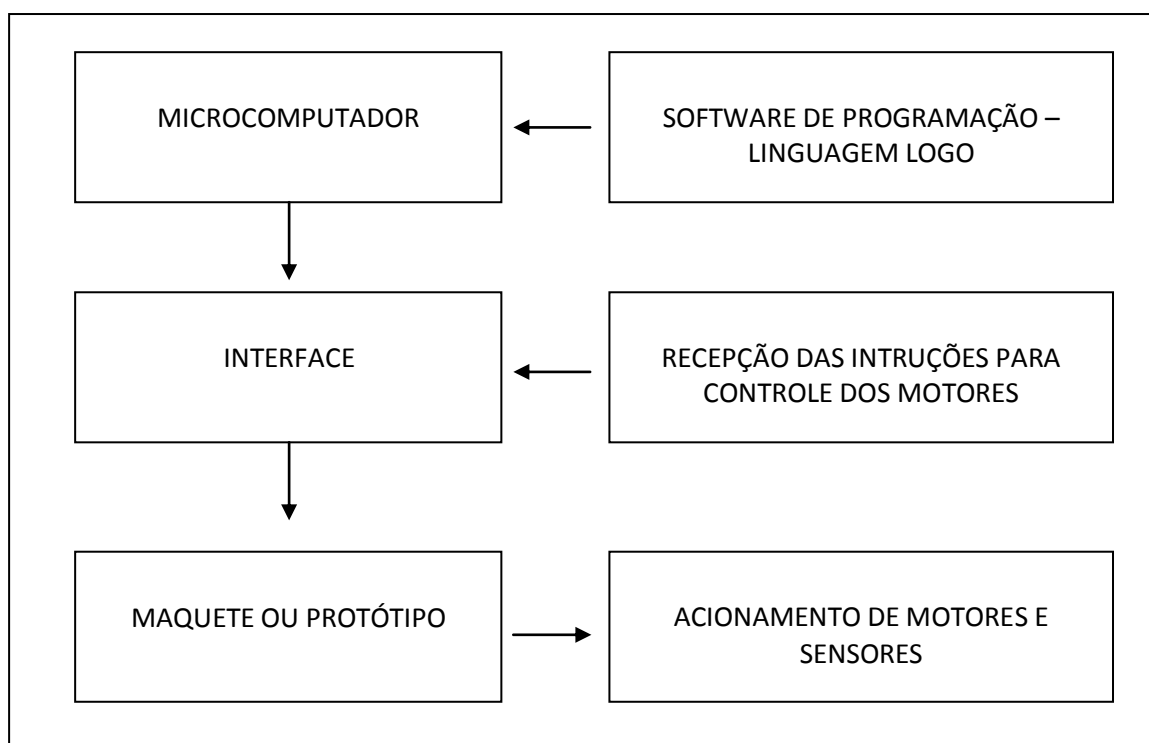 MICROCOMPUTADOR
SOFTWARE DE PROGRAMAÇÃO –
LINGUAGEM LOGO
INTERFACE
RECEPÇÃO DAS INTRUÇÕES PARA
CONTROLE DOS MOTORES
MAQUETE OU PROTÓTIPO
ACIONAMENTO DE MOTORES E
SENSORES